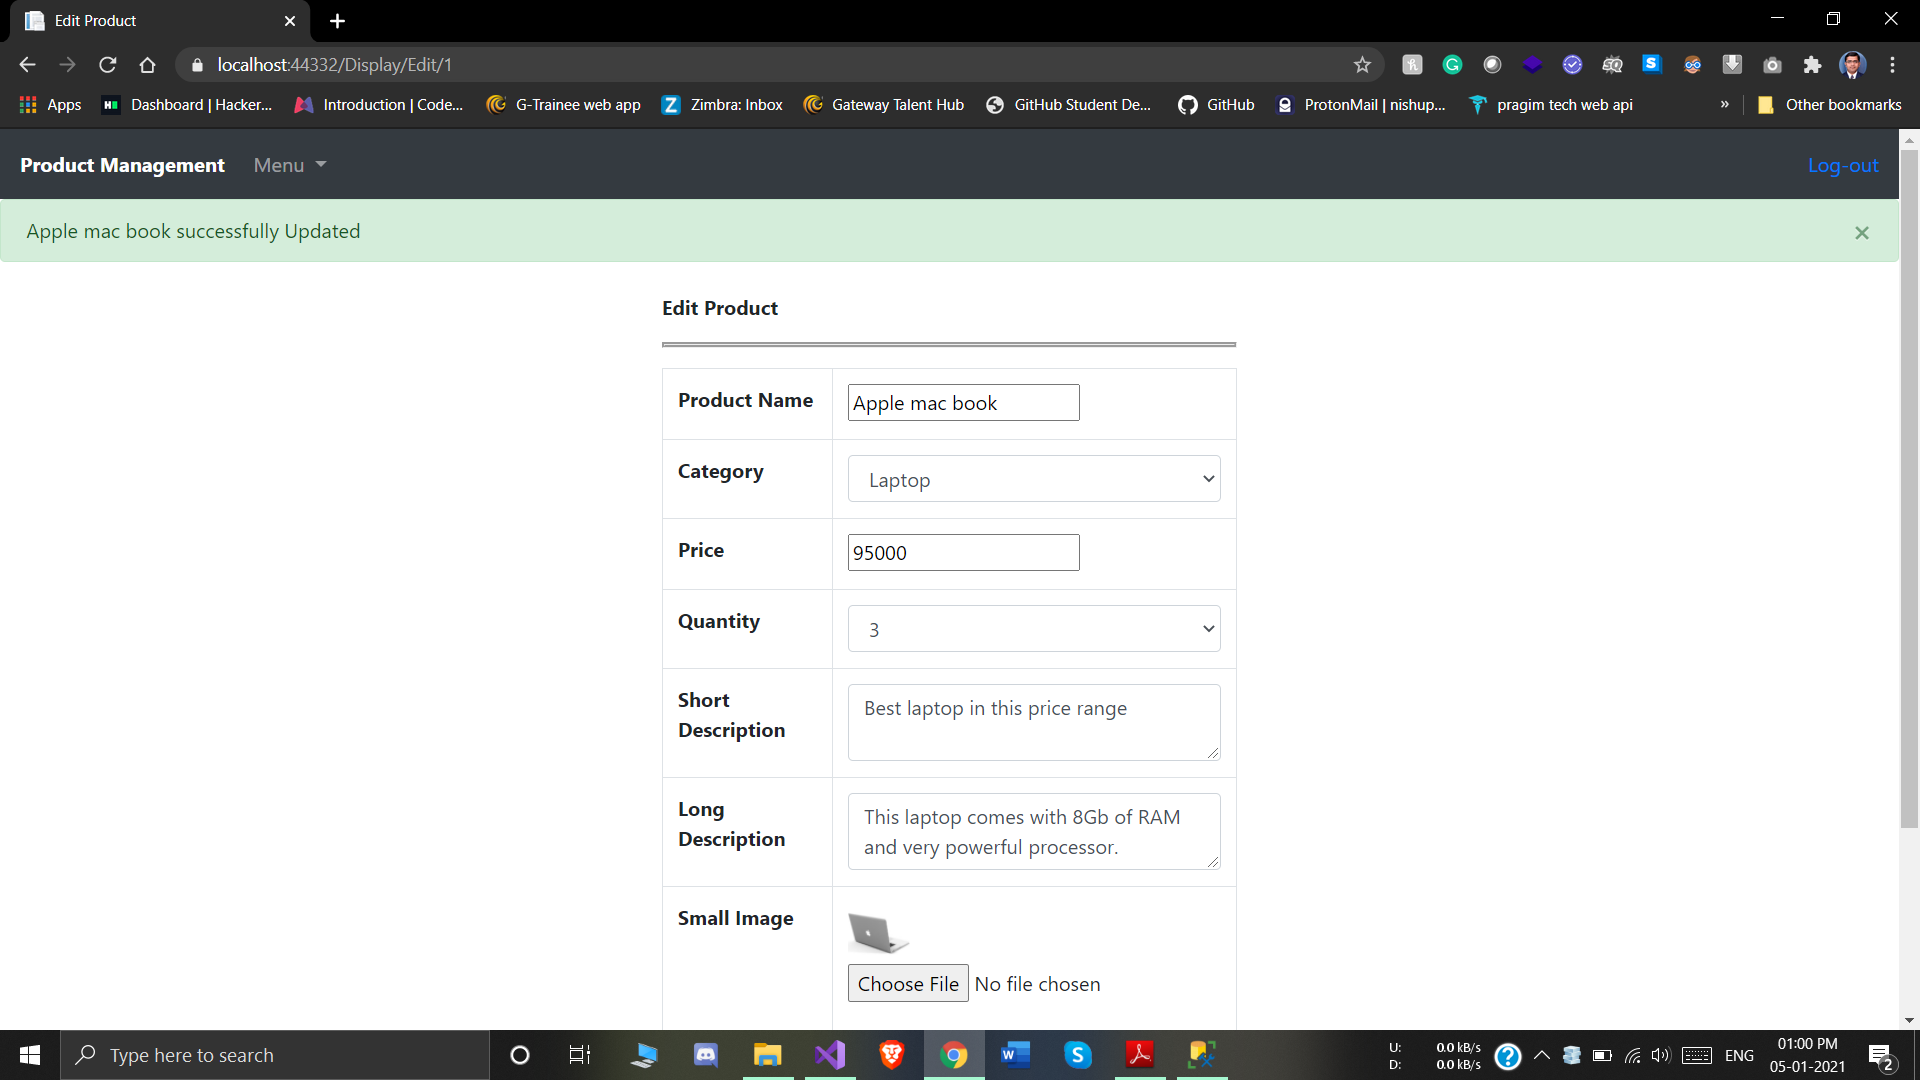 Edit Product
localhost:44332/Display/Edit/1
Apps
Dashboard | Hacker...
Introduction | Code...
G-Trainee web app
Zimbra: Inbox
Gateway Talent Hub
GitHub Student De...
GitHub
ProtonMail | nishup...
pragim tech web api
»
Other bookmarks
Product Management
Menu
Log-out
Apple mac book successfully Updated
×
Edit Product
Product Name
Apple mac book
Category
Laptop
Price
95000
Quantity
3
Short
Description
Best laptop in this price range
Long
Description
This laptop comes with 8Gb of RAM
and very powerful processor.
Small Image
Choose File No file chosen
Type here to search
U: 0.0 kB/s
D: 0.0 kB/s
ENG
01:00 PM
05-01-2021
2